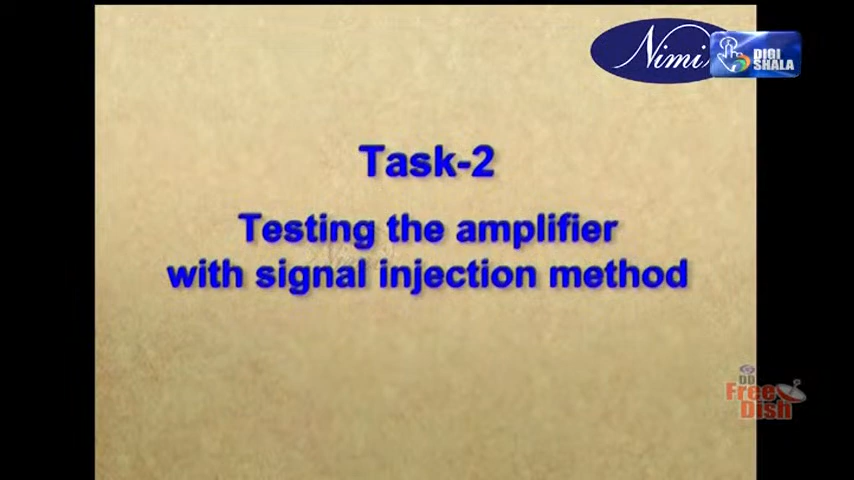 Nimi
DIGI
SHALA
Task-2
Testing the amplifier
with signal injection method
DD
Free
Dish